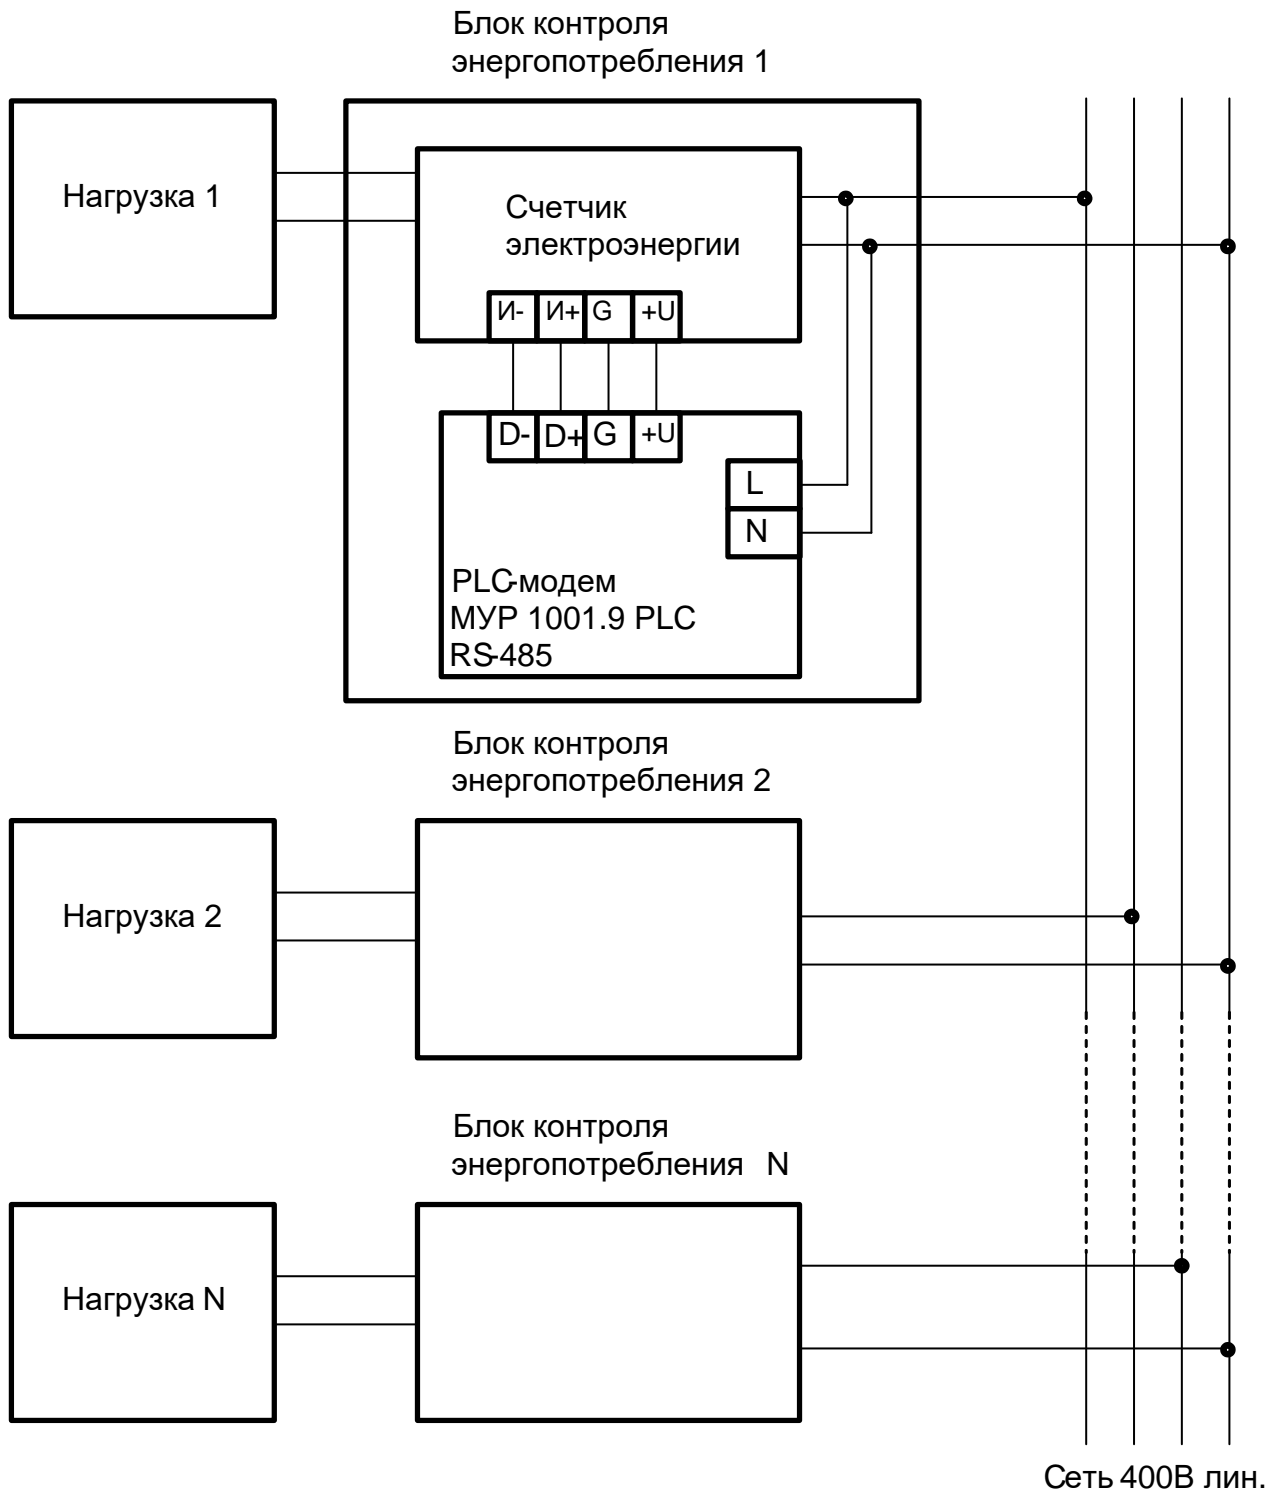 Блок контроля
энергопотребления 1
Нагрузка 1
Счетчик
электроэнергии
И- И+ G +U
D- D+ G +U
L
N
PLC-модем
МУР 1001.9 PLC
RS-485
Блок контроля
энергопотребления 2
Нагрузка 2
Блок контроля
энергопотребления N
Нагрузка N
Сеть 400В лин.